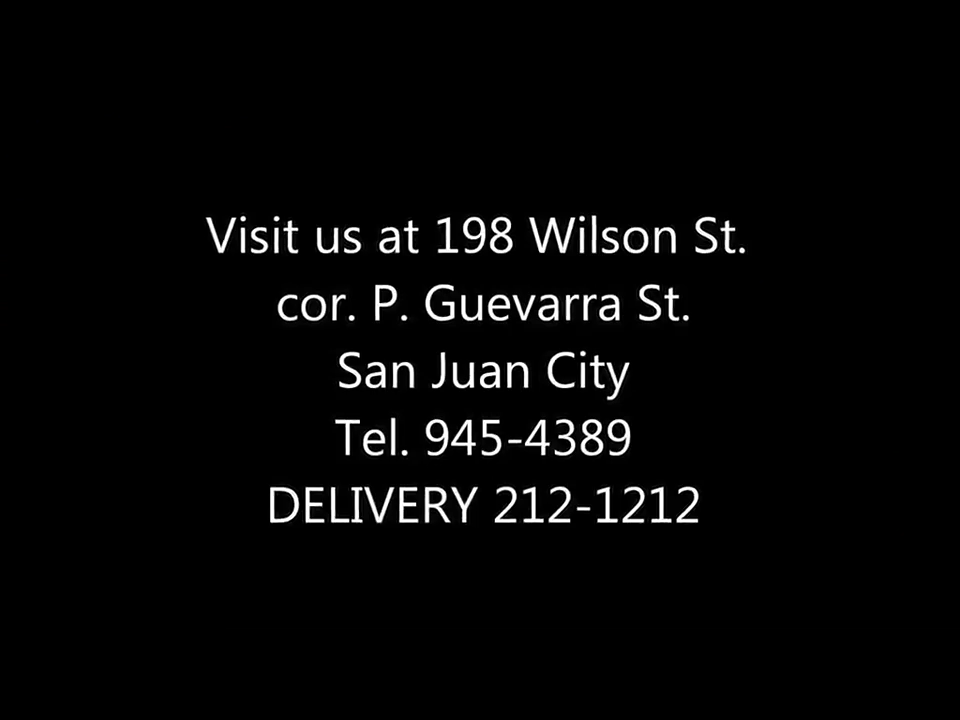 Visit us at 198 Wilson St.
cor. P. Guevarra St.
San Juan City
Tel. 945-4389
DELIVERY 212-1212